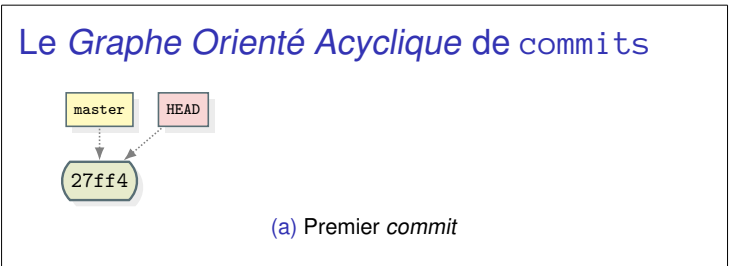 Le Graphe Orienté Acyclique de commits
master HEAD
27ff4
(a) Premier commit